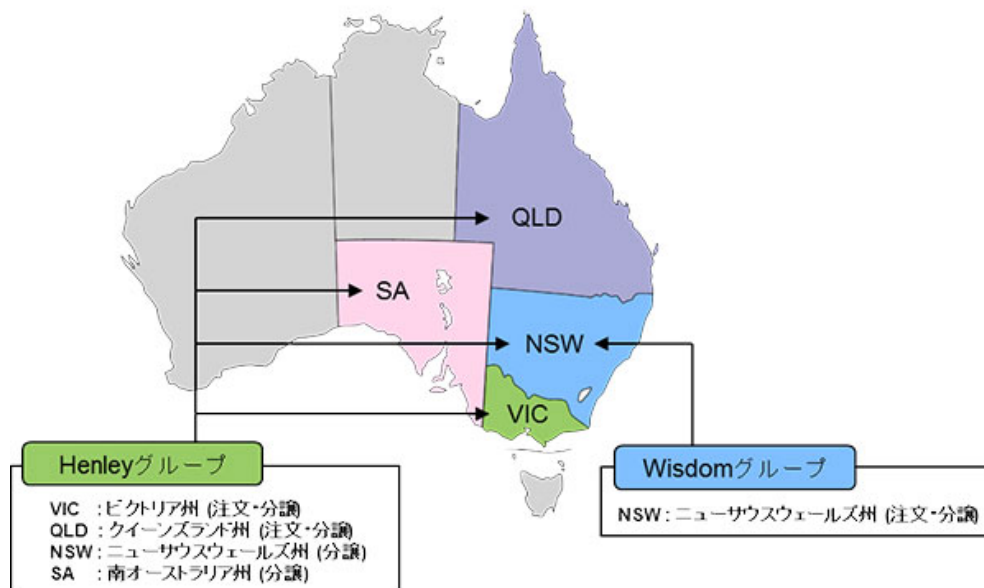 QLD
SA
NSW
VIC
Henleyグループ
VIC : ビクトリア州 (注文・分譲)
QLD : クイーンズランド州 (注文・分譲)
NSW : ニューサウスウェールズ州 (分譲)
SA : 南オーストラリア州 (分譲)
Wisdomグループ
NSW : ニューサウスウェールズ州 (注文・分譲)